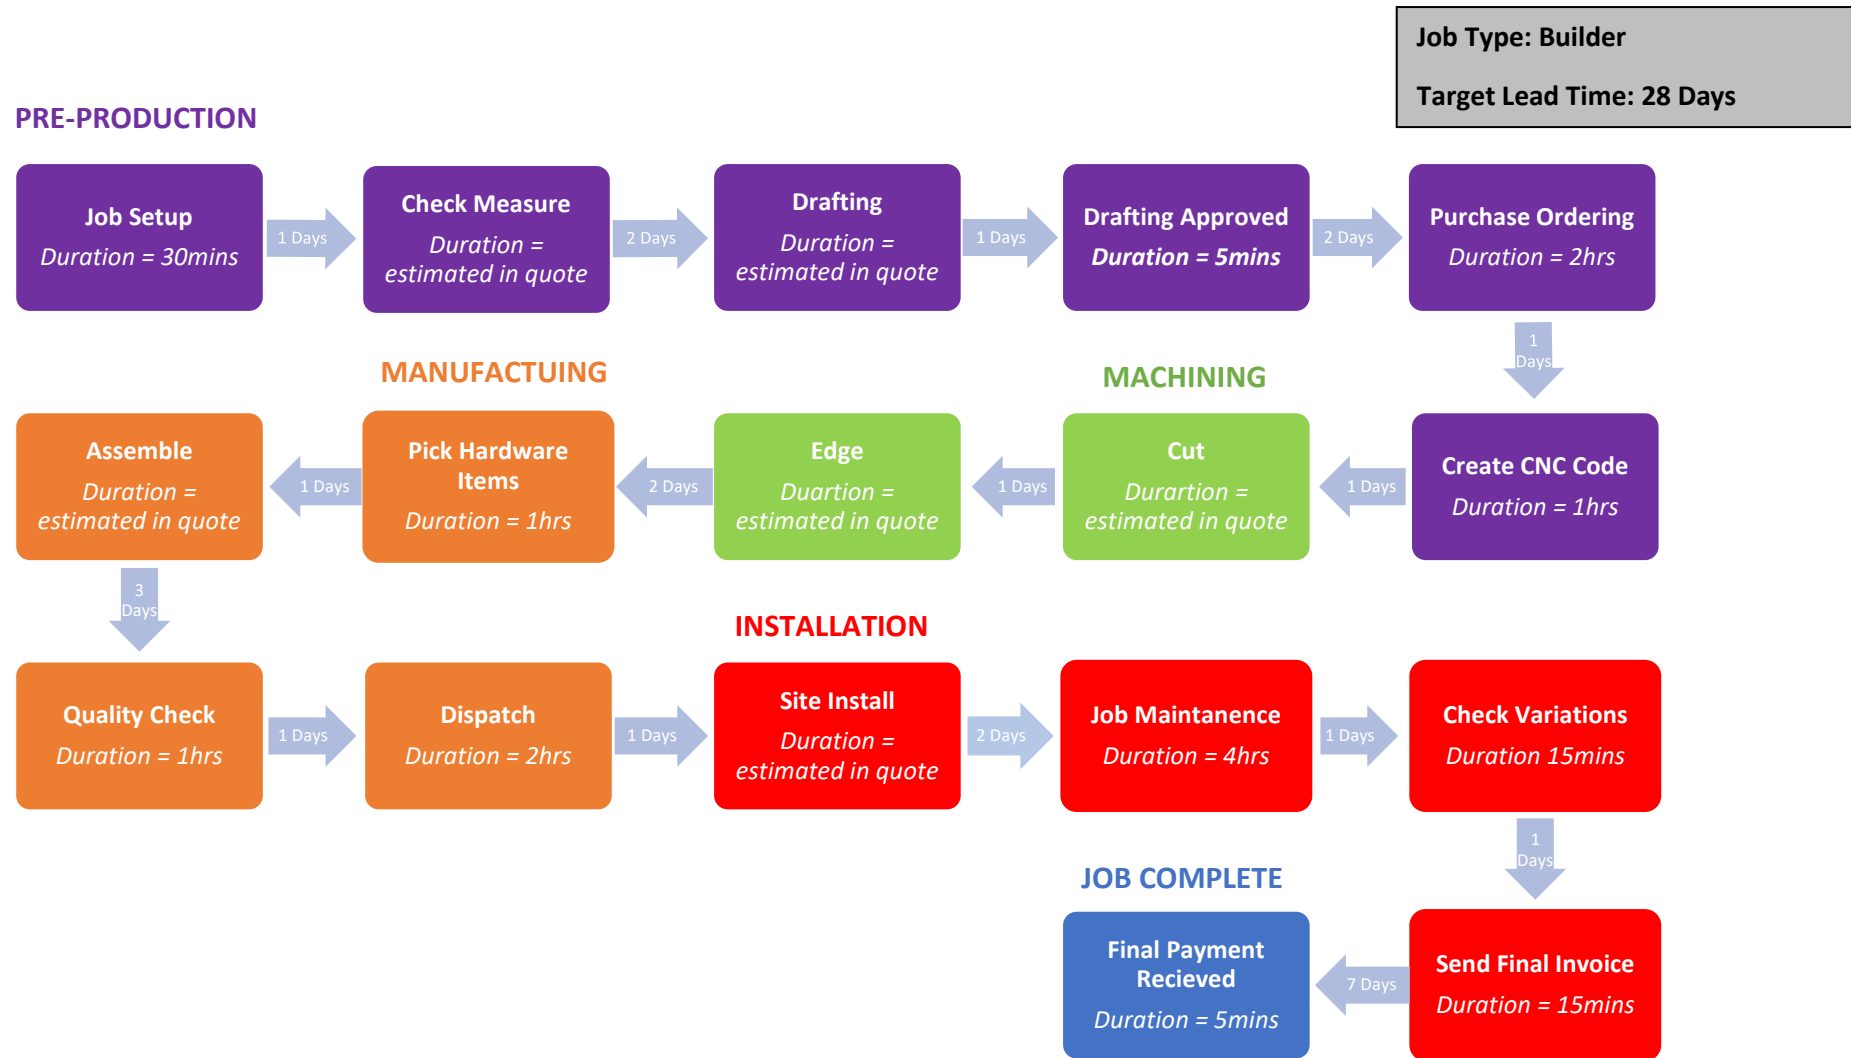 Job Type: Builder
Target Lead Time: 28 Days
PRE-PRODUCTION
Job Setup
Duration = 30mins
1 Days
Check Measure
Duration =
estimated in quote
2 Days
Drafting
Duration =
estimated in quote
1 Days
Drafting Approved
Duration = 5mins
2 Days
Purchase Ordering
Duration = 2hrs
1
Days
MANUFACTUING
MACHINING
Create CNC Code
Duration = 1hrs
1 Days
Cut
Durartion =
estimated in quote
1 Days
Edge
Duartion =
estimated in quote
2 Days
Pick Hardware
Items
Duration = 1hrs
1 Days
Assemble
Duration =
estimated in quote
3
Days
INSTALLATION
Quality Check
Duration = 1hrs
1 Days
Dispatch
Duration = 2hrs
1 Days
Site Install
Duration =
estimated in quote
2 Days
Job Maintanence
Duration = 4hrs
1 Days
Check Variations
Duration 15mins
1
Days
JOB COMPLETE
Send Final Invoice
Duration = 15mins
7 Days
Final Payment
Recieved
Duration = 5mins